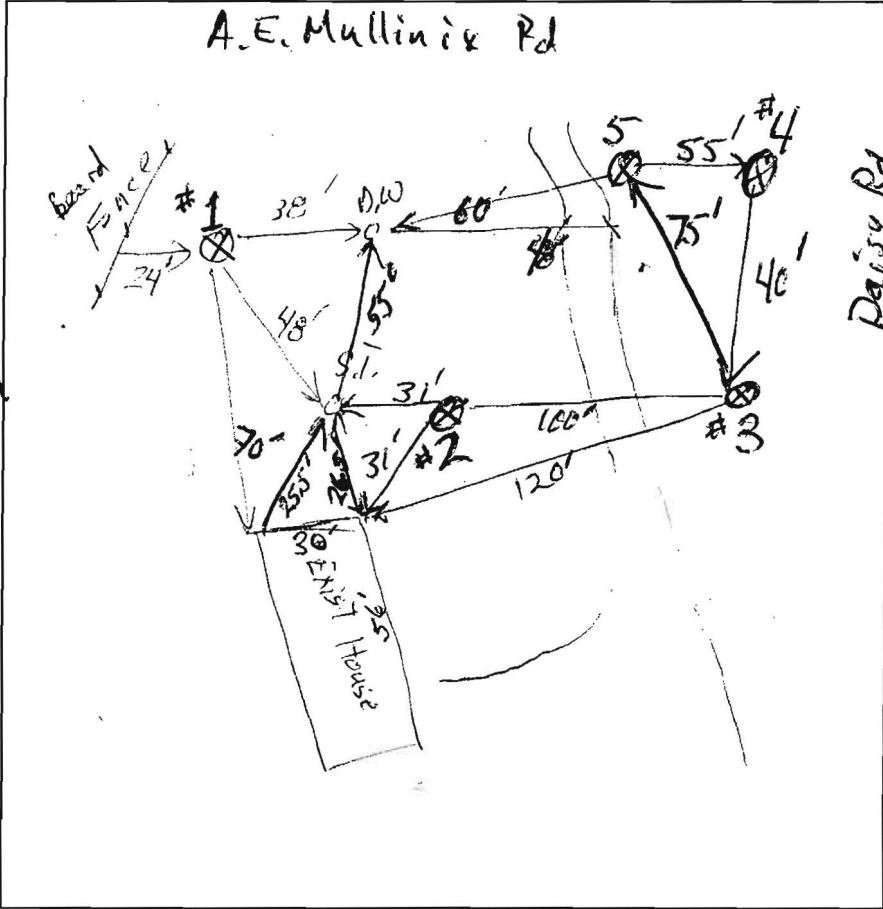 A.E. Mullinix Rd
board
Fence
24'
#1
38'
D.W
60'
5
55'
#4
75'
40'
Daisy Rd
48'
55'
S.T.
31'
#2
31'
100'
#3
120'
70'
30'
Exist House